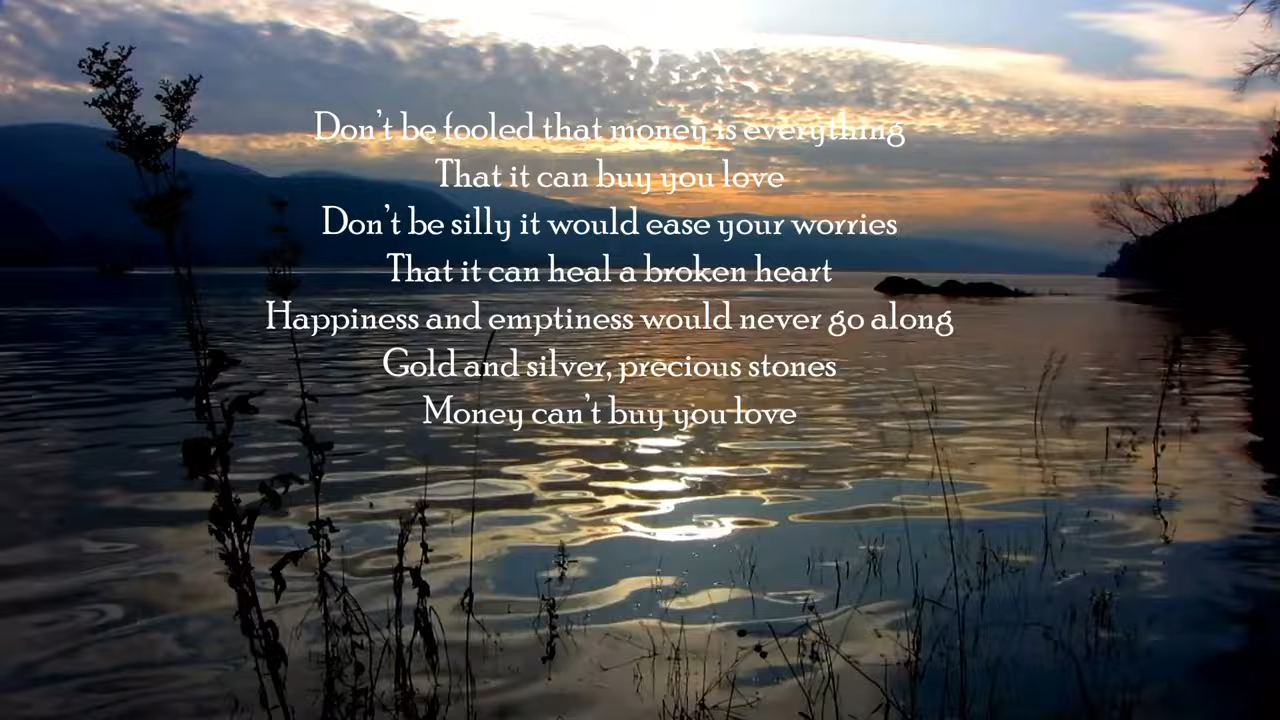 Don't be fooled that money is everything
That it can buy you love
Don't be silly it would ease your worries
That it can heal a broken heart
Happiness and emptiness would never go along
Gold and silver, precious stones
Money can't buy you love